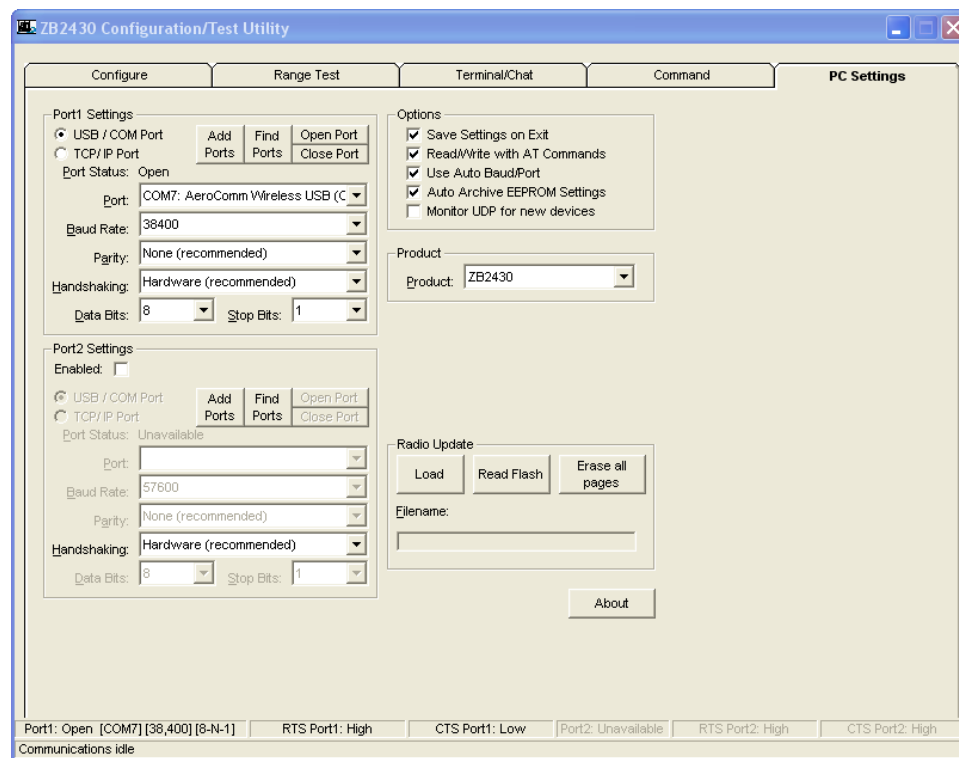 ZB2430 Configuration/Test Utility
Configure
Range Test
Terminal/Chat
Command
PC Settings
Port1 Settings
USB / COM Port
TCP/IP Port
Add Ports
Find Ports
Open Port
Close Port
Port Status: Open
Port: COM7: AeroComm Wireless USB (C
Baud Rate: 38400
Parity: None (recommended)
Handshaking: Hardware (recommended)
Data Bits: 8 Stop Bits: 1
Port2 Settings
Enabled:
USB / COM Port
TCP/IP Port
Add Ports
Find Ports
Open Port
Close Port
Port Status: Unavailable
Port:
Baud Rate: 57600
Parity: None (recommended)
Handshaking: Hardware (recommended)
Data Bits: 8 Stop Bits: 1
Options
Save Settings on Exit
Read/Write with AT Commands
Use Auto Baud/Port
Auto Archive EEPROM Settings
Monitor UDP for new devices
Product
Product: ZB2430
Radio Update
Load
Read Flash
Erase all pages
Filename:
About
Port1: Open [COM7] [38,400] [8-N-1]
RTS Port1: High
CTS Port1: Low
Port2: Unavailable
RTS Port2: High
CTS Port2: High
Communications idle